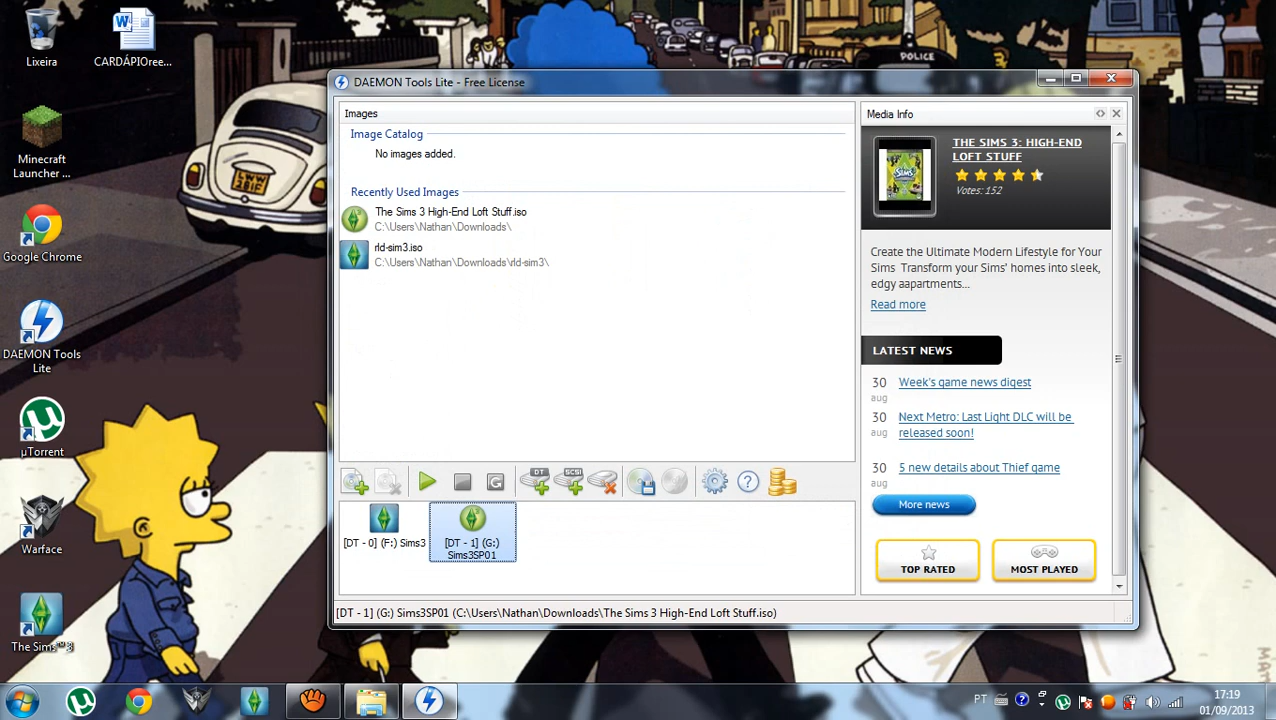 Lixeira
CARDÁPIOree...
Minecraft
Launcher ...
Google Chrome
DAEMON Tools
Lite
µTorrent
Warface
The Sims™3
POLICE
LWW
281F
DAEMON Tools Lite - Free License
Images
Image Catalog
No images added.
Recently Used Images
The Sims 3 High-End Loft Stuff.iso
C:\Users\Nathan\Downloads\
rld-sim3.iso
C:\Users\Nathan\Downloads\rld-sim3\
DT
SCSI
G
[DT - 0] (F:) Sims3
[DT - 1] (G:)
Sims3SP01
Media Info
THE SIMS 3: HIGH-END
LOFT STUFF
Votes: 152
Create the Ultimate Modern Lifestyle for Your
Sims Transform your Sims' homes into sleek,
edgy aapartments...
Read more
LATEST NEWS
30 Week's game news digest
aug
30 Next Metro: Last Light DLC will be
aug released soon!
30 5 new details about Thief game
aug
More news
TOP RATED
MOST PLAYED
[DT - 1] (G:) Sims3SP01 (C:\Users\Nathan\Downloads\The Sims 3 High-End Loft Stuff.iso)
PT
17:19
01/09/2013